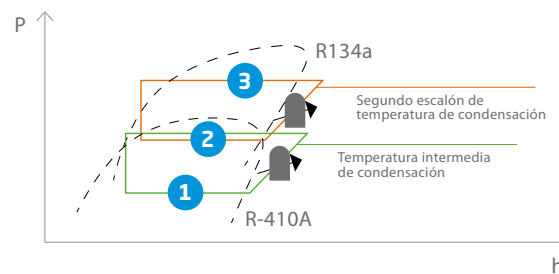 P
R134a
3
Segundo escalón de
temperatura de condensación
2
Temperatura intermedia
de condensación
1
R-410A
h